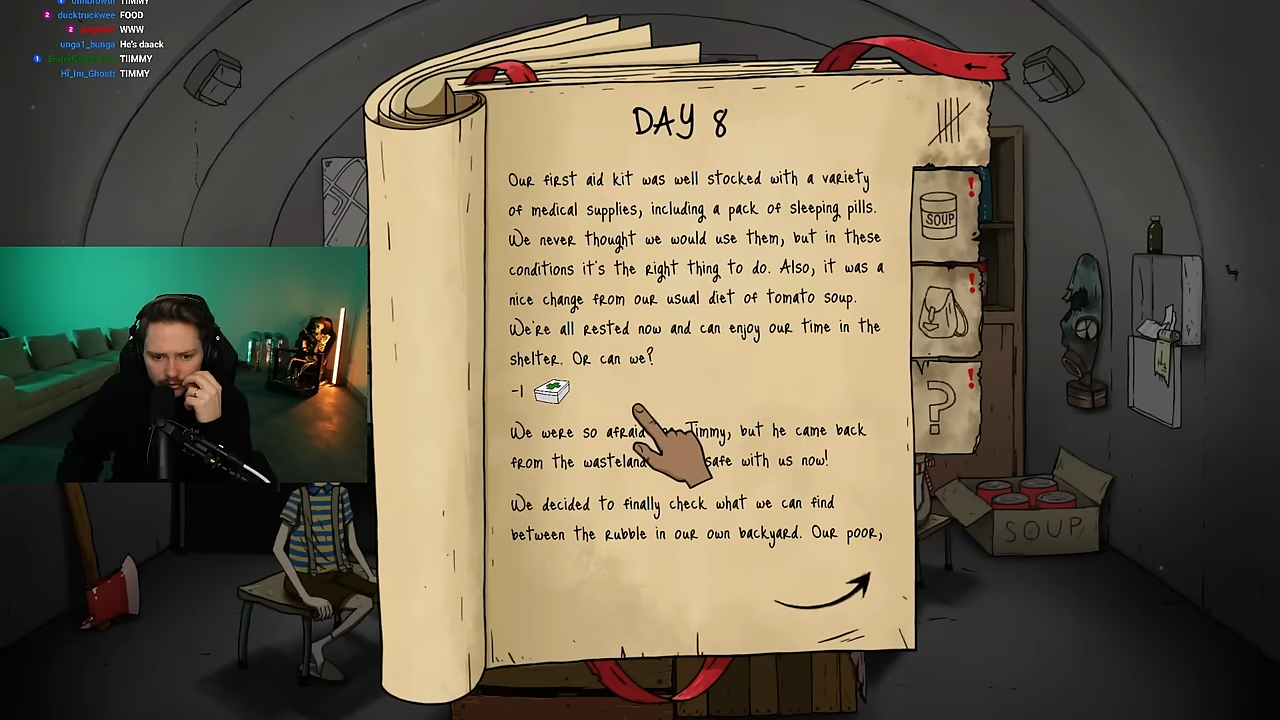 TIMMY
ducktruckwee FOOD
WWW
unga1_bunga He's daack
TIIMMY
Hi_Im_Ghostt TIMMY
DAY 8
Our first aid kit was well stocked with a variety
of medical supplies, including a pack of sleeping pills.
We never thought we would use them, but in these
conditions it's the right thing to do. Also, it was a
nice change from our usual diet of tomato soup.
We're all rested now and can enjoy our time in the
shelter. Or can we?
-1
We were so afraid Timmy, but he came back
from the wasteland safe with us now!
We decided to finally check what we can find
between the rubble in our own backyard. Our poor,
SOUP
!
!
!
?
SOUP